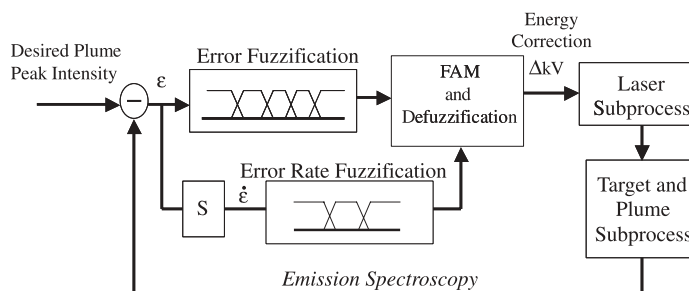 Desired Plume
Peak Intensity
ε
−
Error Fuzzification
FAM
and
Defuzzification
Energy
Correction
ΔkV
Laser
Subprocess
Error Rate Fuzzification
S
ε̇
Target and
Plume
Subprocess
Emission Spectroscopy